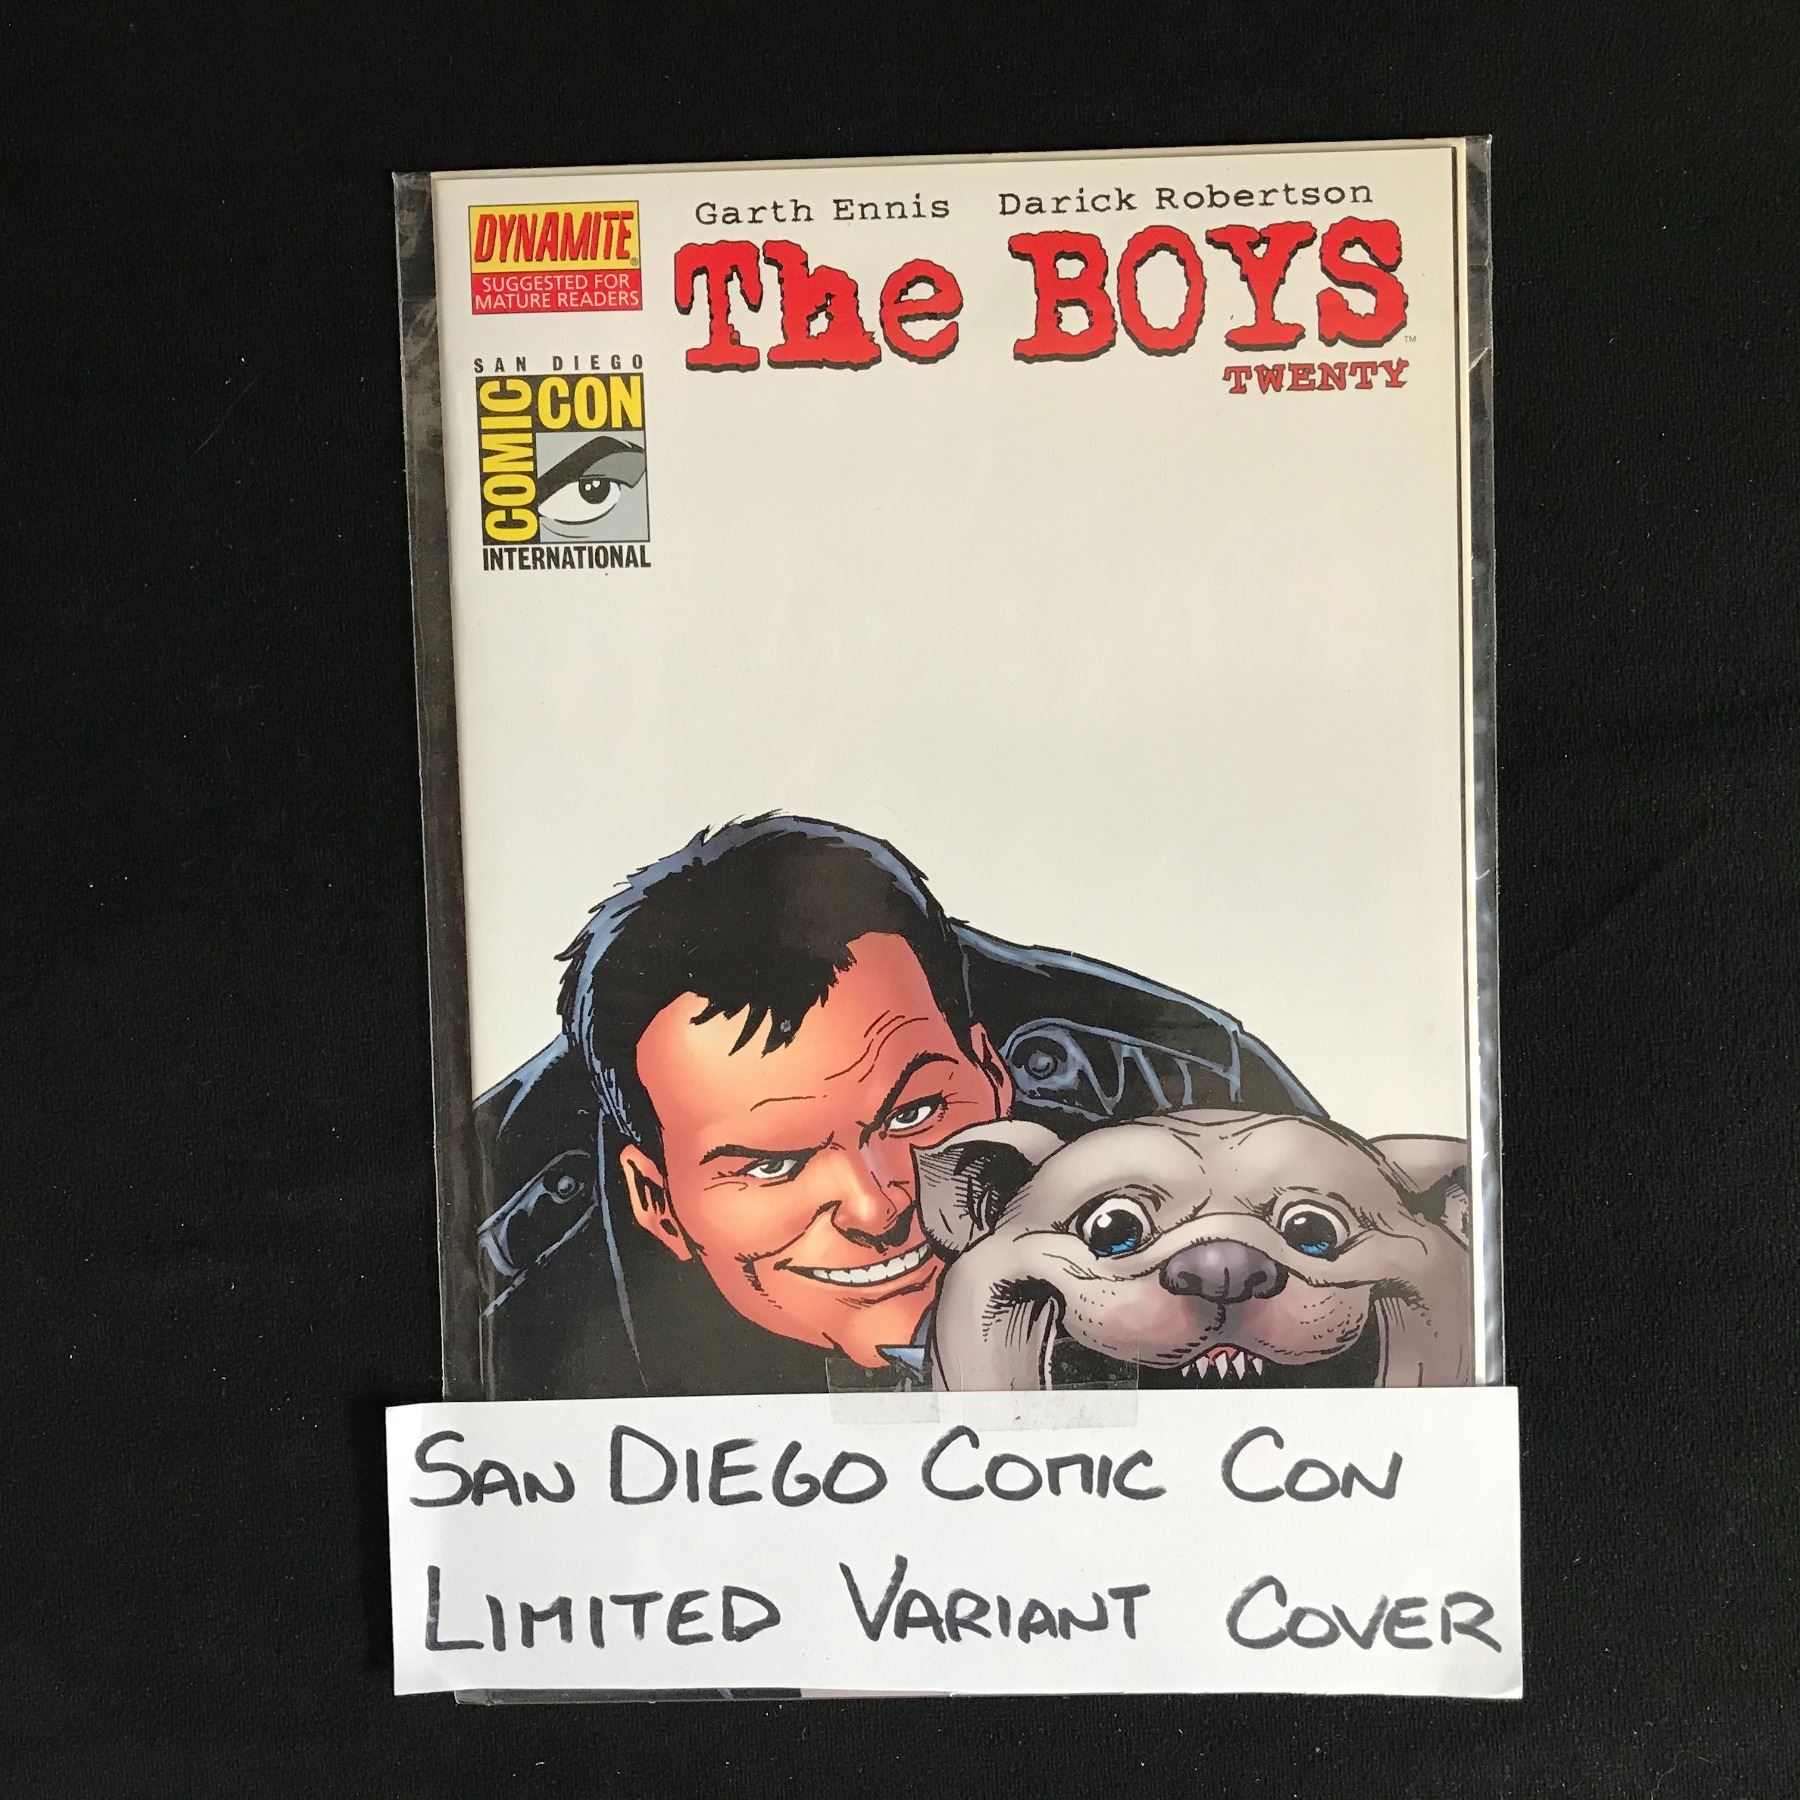 Garth Ennis Darick Robertson
DYNAMITE®
SUGGESTED FOR
MATURE READERS
The BOYS™
TWENTY
SAN DIEGO
COMIC CON
INTERNATIONAL
SAN DIEGO COMIC CON
LIMITED VARIANT COVER